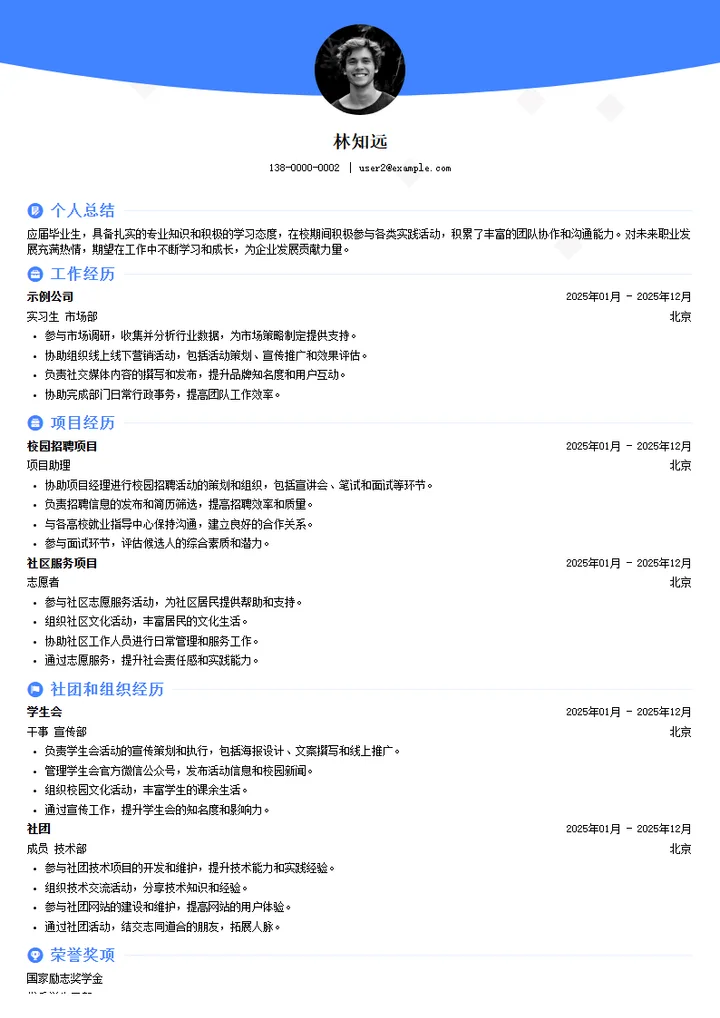 林知远
138-0000-0002 | user2@example.com
个人总结
应届毕业生，具备扎实的专业知识和积极的学习态度，在校期间积极参与各类实践活动，积累了丰富的团队协作和沟通能力。对未来职业发
展充满热情，期望在工作中不断学习和成长，为企业发展贡献力量。
工作经历
示例公司 2025年01月 - 2025年12月
实习生 市场部 北京
• 参与市场调研，收集并分析行业数据，为市场策略制定提供支持。
• 协助组织线上线下营销活动，包括活动策划、宣传推广和效果评估。
• 负责社交媒体内容的撰写和发布，提升品牌知名度和用户互动。
• 协助完成部门日常行政事务，提高团队工作效率。
项目经历
校园招聘项目 2025年01月 - 2025年12月
项目助理 北京
• 协助项目经理进行校园招聘活动的策划和组织，包括宣讲会、笔试和面试等环节。
• 负责招聘信息的发布和简历筛选，提高招聘效率和质量。
• 与各高校就业指导中心保持沟通，建立良好的合作关系。
• 参与面试环节，评估候选人的综合素质和潜力。
社区服务项目 2025年01月 - 2025年12月
志愿者 北京
• 参与社区志愿服务活动，为社区居民提供帮助和支持。
• 组织社区文化活动，丰富居民的文化生活。
• 协助社区工作人员进行日常管理和服务工作。
• 通过志愿服务，提升社会责任感和实践能力。
社团和组织经历
学生会 2025年01月 - 2025年12月
干事 宣传部 北京
• 负责学生会活动的宣传策划和执行，包括海报设计、文案撰写和线上推广。
• 管理学生会官方微信公众号，发布活动信息和校园新闻。
• 组织校园文化活动，丰富学生的课余生活。
• 通过宣传工作，提升学生会的知名度和影响力。
社团 2025年01月 - 2025年12月
成员 技术部 北京
• 参与社团技术项目的开发和维护，提升技术能力和实践经验。
• 组织技术交流活动，分享技术知识和经验。
• 参与社团网站的建设和维护，提高网站的用户体验。
• 通过社团活动，结交志同道合的朋友，拓展人脉。
荣誉奖项
国家励志奖学金